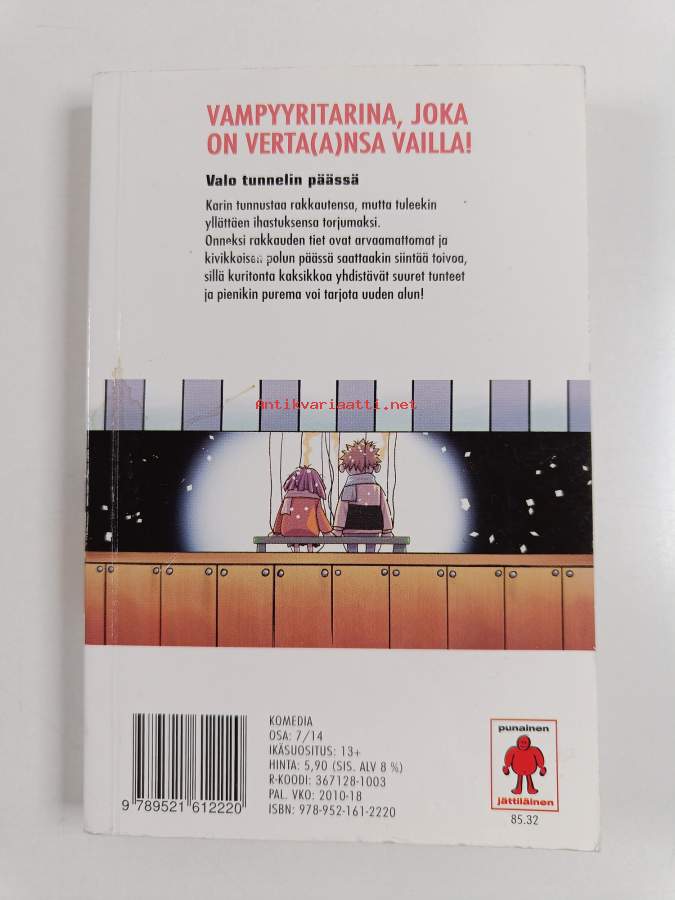 VAMPYYRITARINA, JOKA
ON VERTA(A)NSA VAILLA!
Valo tunnelin päässä
Karin tunnustaa rakkautensa, mutta tuleekin
yllättäen ihastuksensa torjumaksi.
Onneksi rakkauden tiet ovat arvaamattomat ja
kivikkoisen polun päässä saattaakin siintää toivoa,
sillä kuritonta kaksikkoa yhdistävät suuret tunteet
ja pienikin purema voi tarjota uuden alun!
Antikvariaatti.net
KOMEDIA
OSA: 7/14
IKÄSUOSITUS: 13+
HINTA: 5,90 (SIS. ALV 8 %)
R-KOODI: 367128-1003
PAL. VKO: 2010-18
ISBN: 978-952-161-2220
9 789521 612220
punainen
jättiläinen
85.32